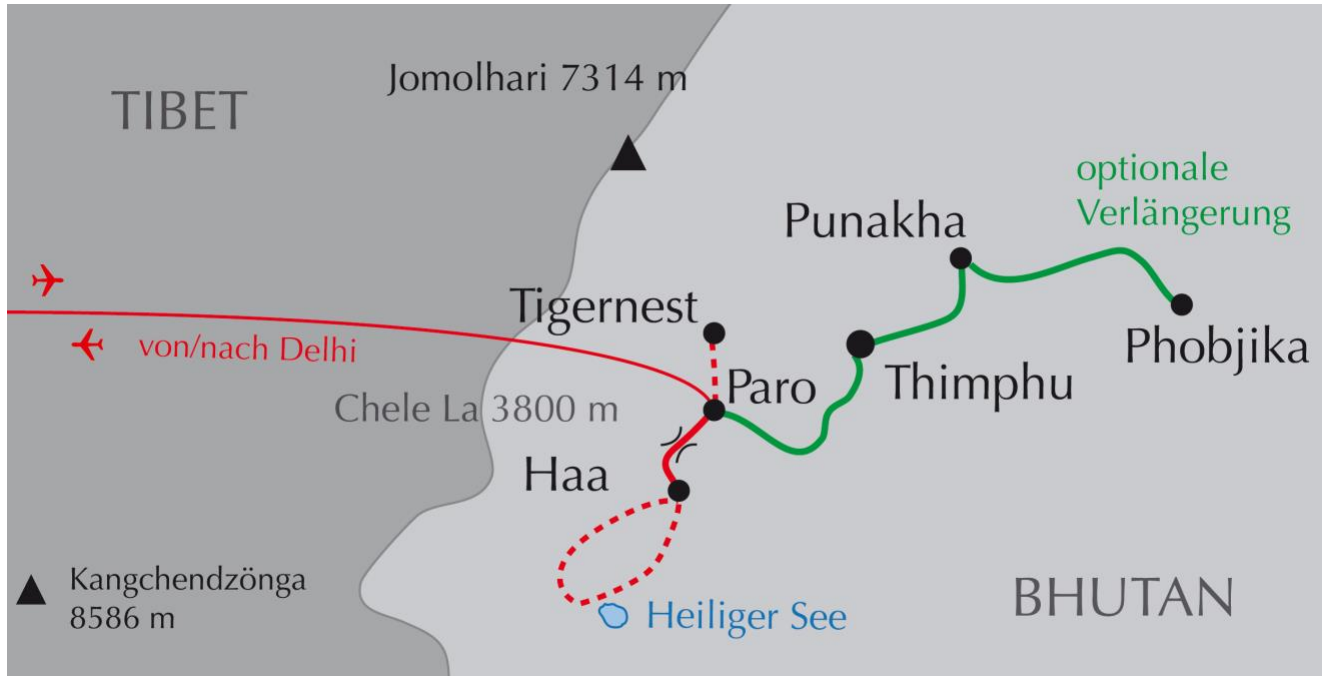 Jomolhari 7314 m
TIBET
optionale
Verlängerung
Punakha
Tigernest
von/nach Delhi
Phobjika
Paro
Thimphu
Chele La 3800 m
Haa
Kangchendzönga
8586 m
Heiliger See
BHUTAN